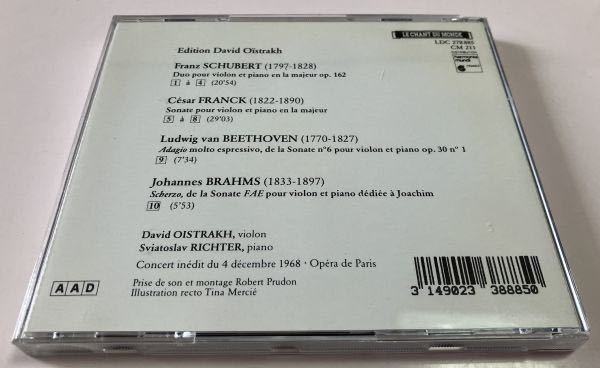 LE CHANT DU MONDE
LDC 278885
CM 211
DISTRIBUTION
harmonia
mundi
FRANCE
Edition David Oïstrakh
Franz SCHUBERT (1797-1828)
Duo pour violon et piano en la majeur op. 162
1 à 4 (20'54)
César FRANCK (1822-1890)
Sonate pour violon et piano en la majeur
5 à 8 (29'03)
Ludwig van BEETHOVEN (1770-1827)
Adagio molto espressivo, de la Sonate n°6 pour violon et piano op. 30 n° 1
9 (7'34)
Johannes BRAHMS (1833-1897)
Scherzo, de la Sonate FAE pour violon et piano dédiée à Joachim
10 (5'53)
David OISTRAKH, violon
Sviatoslav RICHTER, piano
Concert inédit du 4 décembre 1968 · Opéra de Paris
Prise de son et montage Robert Prudon
Illustration recto Tina Mercié
AAD
3 149023 388850